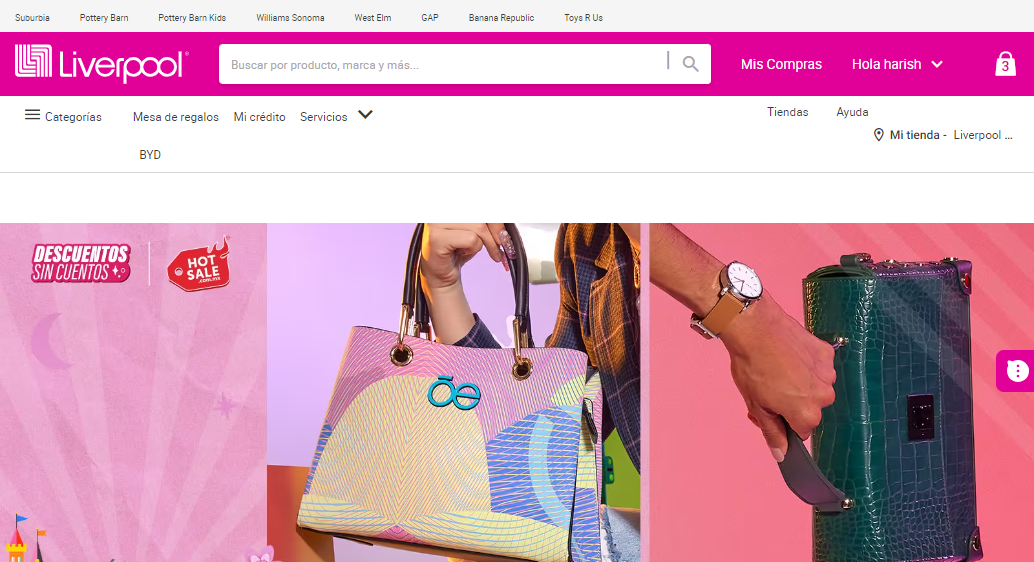 Suburbia Pottery Barn Pottery Barn Kids Williams Sonoma West Elm GAP Banana Republic Toys R Us
Liverpool®
Buscar por producto, marca y más...
Mis Compras Hola harish 3
Categorías Mesa de regalos Mi crédito Servicios
Tiendas Ayuda
Mi tienda - Liverpool ...
BYD
DESCUENTOS
SIN CUENTOS
HOT
SALE
.com.mx
ōe